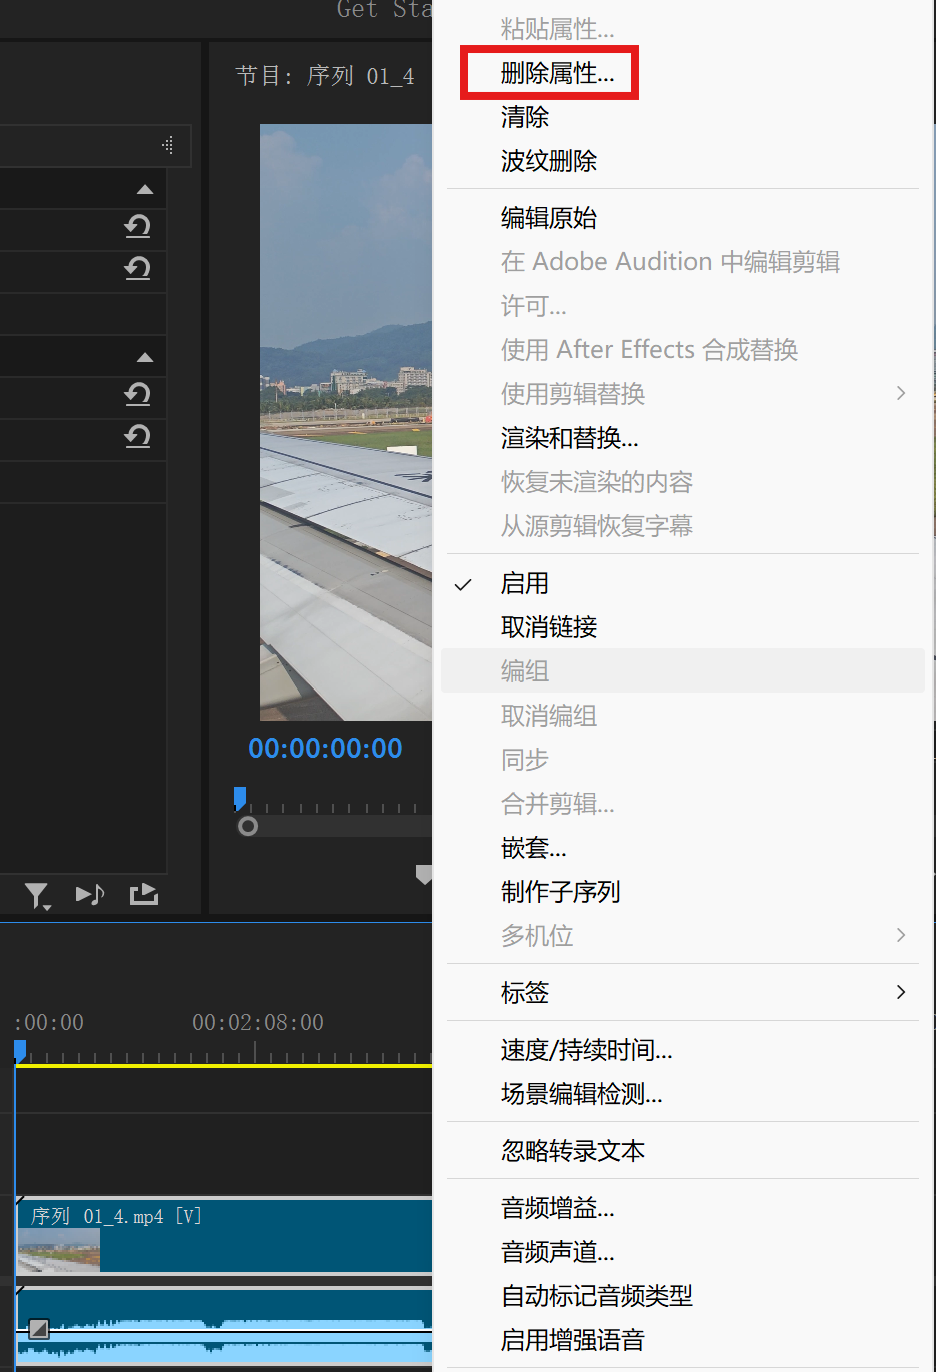 Get Sta
节目: 序列 01_4
00:00:00:00
:00:00
00:02:08:00
序列 01_4.mp4 [V]
粘贴属性...
删除属性...
清除
波纹删除
编辑原始
在 Adobe Audition 中编辑剪辑
许可...
使用 After Effects 合成替换
使用剪辑替换
渲染和替换...
恢复未渲染的内容
从源剪辑恢复字幕
启用
取消链接
编组
取消编组
同步
合并剪辑...
嵌套...
制作子序列
多机位
标签
速度/持续时间...
场景编辑检测...
忽略转录文本
音频增益...
音频声道...
自动标记音频类型
启用增强语音